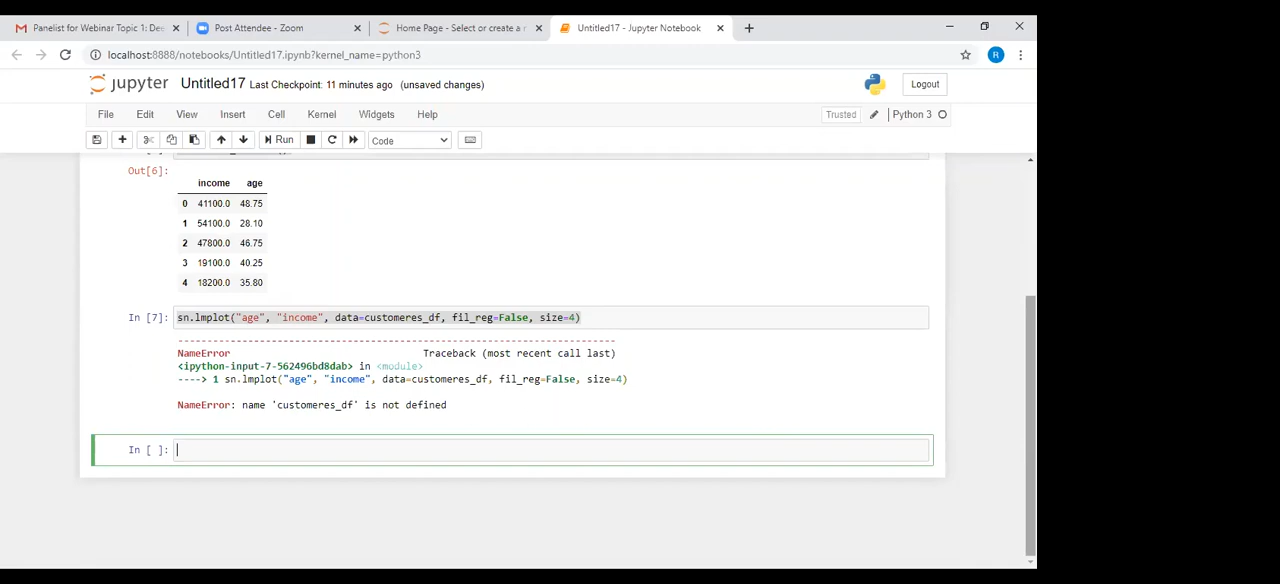 Panelist for Webinar Topic 1: Dee
Post Attendee - Zoom
Home Page - Select or create a n
Untitled17 - Jupyter Notebook
localhost:8888/notebooks/Untitled17.ipynb?kernel_name=python3
R
jupyter Untitled17 Last Checkpoint: 11 minutes ago (unsaved changes)
Logout
File Edit View Insert Cell Kernel Widgets Help
Trusted Python 3
Run Code
Out[6]:
income age
0 41100.0 48.75
1 54100.0 28.10
2 47800.0 46.75
3 19100.0 40.25
4 18200.0 35.80
In [7]: sn.lmplot("age", "income", data=customeres_df, fil_reg=False, size=4)
---------------------------------------------------------------------------
NameError Traceback (most recent call last)
<ipython-input-7-562496bd8dab> in <module>
----> 1 sn.lmplot("age", "income", data=customeres_df, fil_reg=False, size=4)
NameError: name 'customeres_df' is not defined
In [ ]: